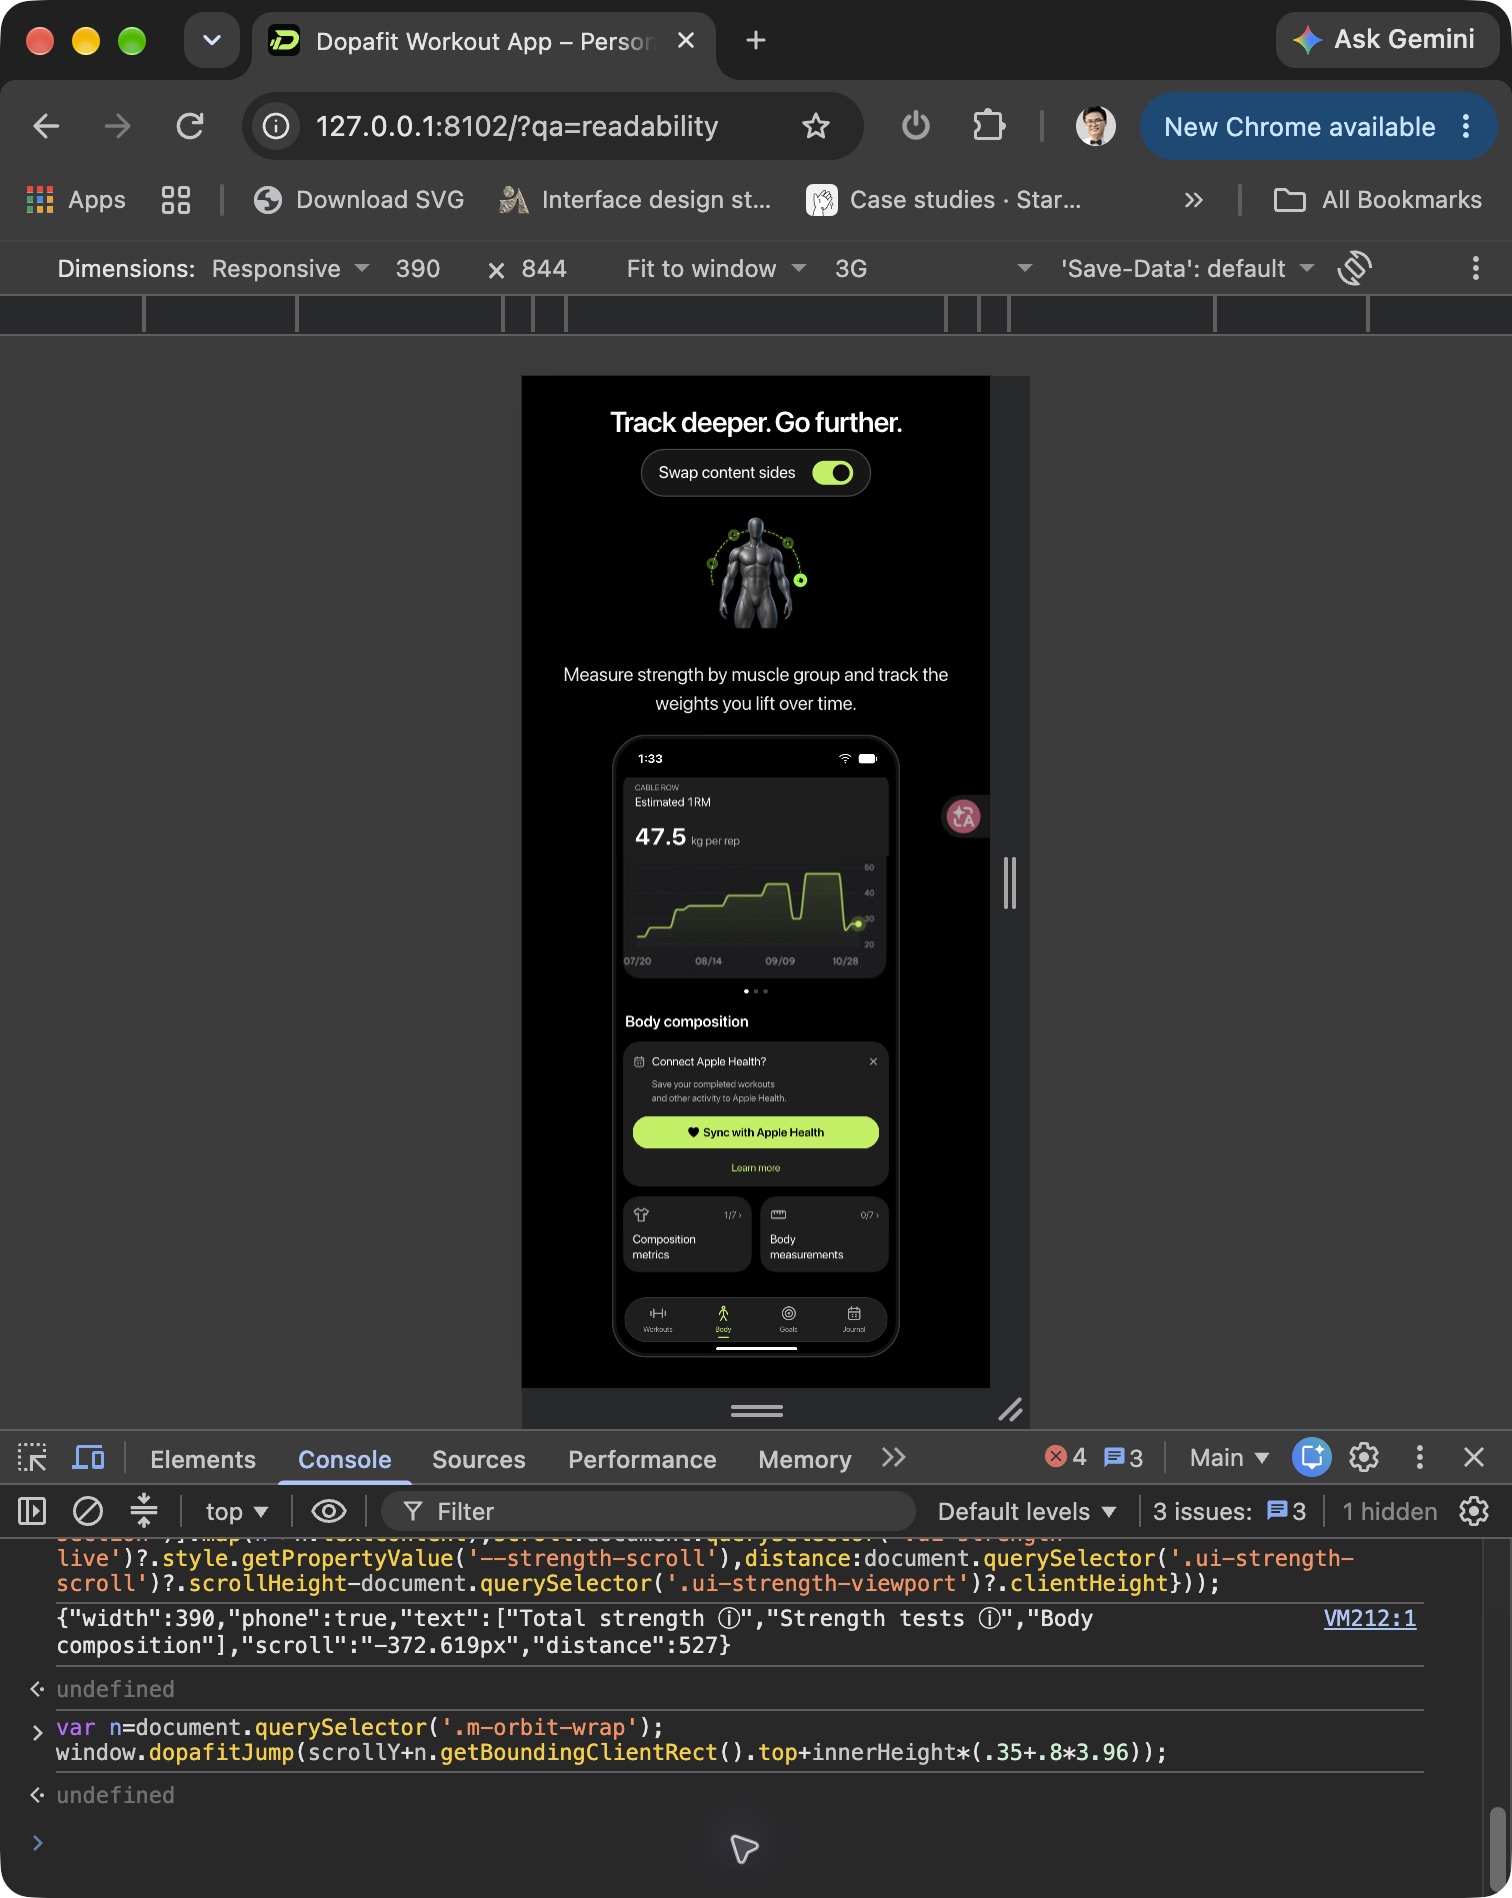 Dopafit Workout App – Person
Ask Gemini
127.0.0.1:8102/?qa=readability
New Chrome available
Apps
Download SVG
Interface design st...
Case studies · Star...
All Bookmarks
Dimensions: Responsive 390 × 844 Fit to window 3G 'Save-Data': default
Track deeper. Go further.
Swap content sides
Measure strength by muscle group and track the
weights you lift over time.
1:33
CABLE ROW
Estimated 1RM
47.5 kg per rep
50
40
30
20
07/20 08/14 09/09 10/28
Body composition
Connect Apple Health?
Save your completed workouts
and other activity to Apple Health.
Sync with Apple Health
Learn more
1/7 ›
Composition
metrics
0/7 ›
Body
measurements
Workouts Body Goals Journal
Elements Console Sources Performance Memory 4 3 Main
top Filter Default levels 3 issues: 3 1 hidden
live')?.style.getPropertyValue('--strength-scroll'),distance:document.querySelector('.ui-strength-
scroll')?.scrollHeight-document.querySelector('.ui-strength-viewport')?.clientHeight}));
{"width":390,"phone":true,"text":["Total strength ⓘ","Strength tests ⓘ","Body VM212:1
composition"],"scroll":"-372.619px","distance":527}
undefined
var n=document.querySelector('.m-orbit-wrap');
window.dopafitJump(scrollY+n.getBoundingClientRect().top+innerHeight*(.35+.8*3.96));
undefined